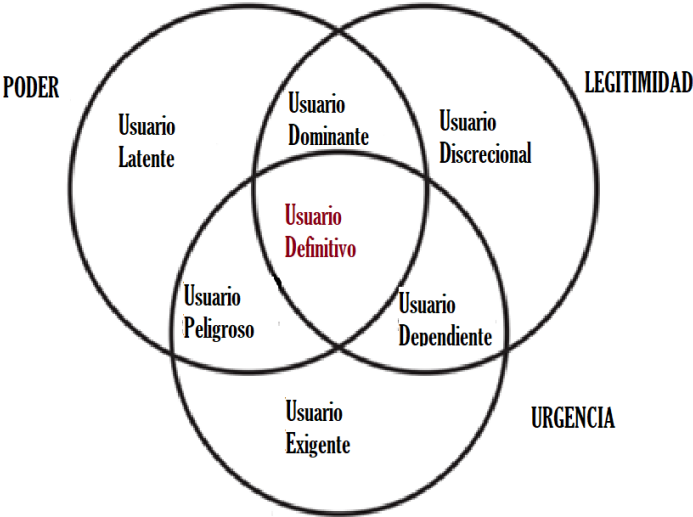 PODER
LEGITIMIDAD
Usuario
Latente
Usuario
Dominante
Usuario
Discrecional
Usuario
Definitivo
Usuario
Peligroso
Usuario
Dependiente
Usuario
Exigente
URGENCIA